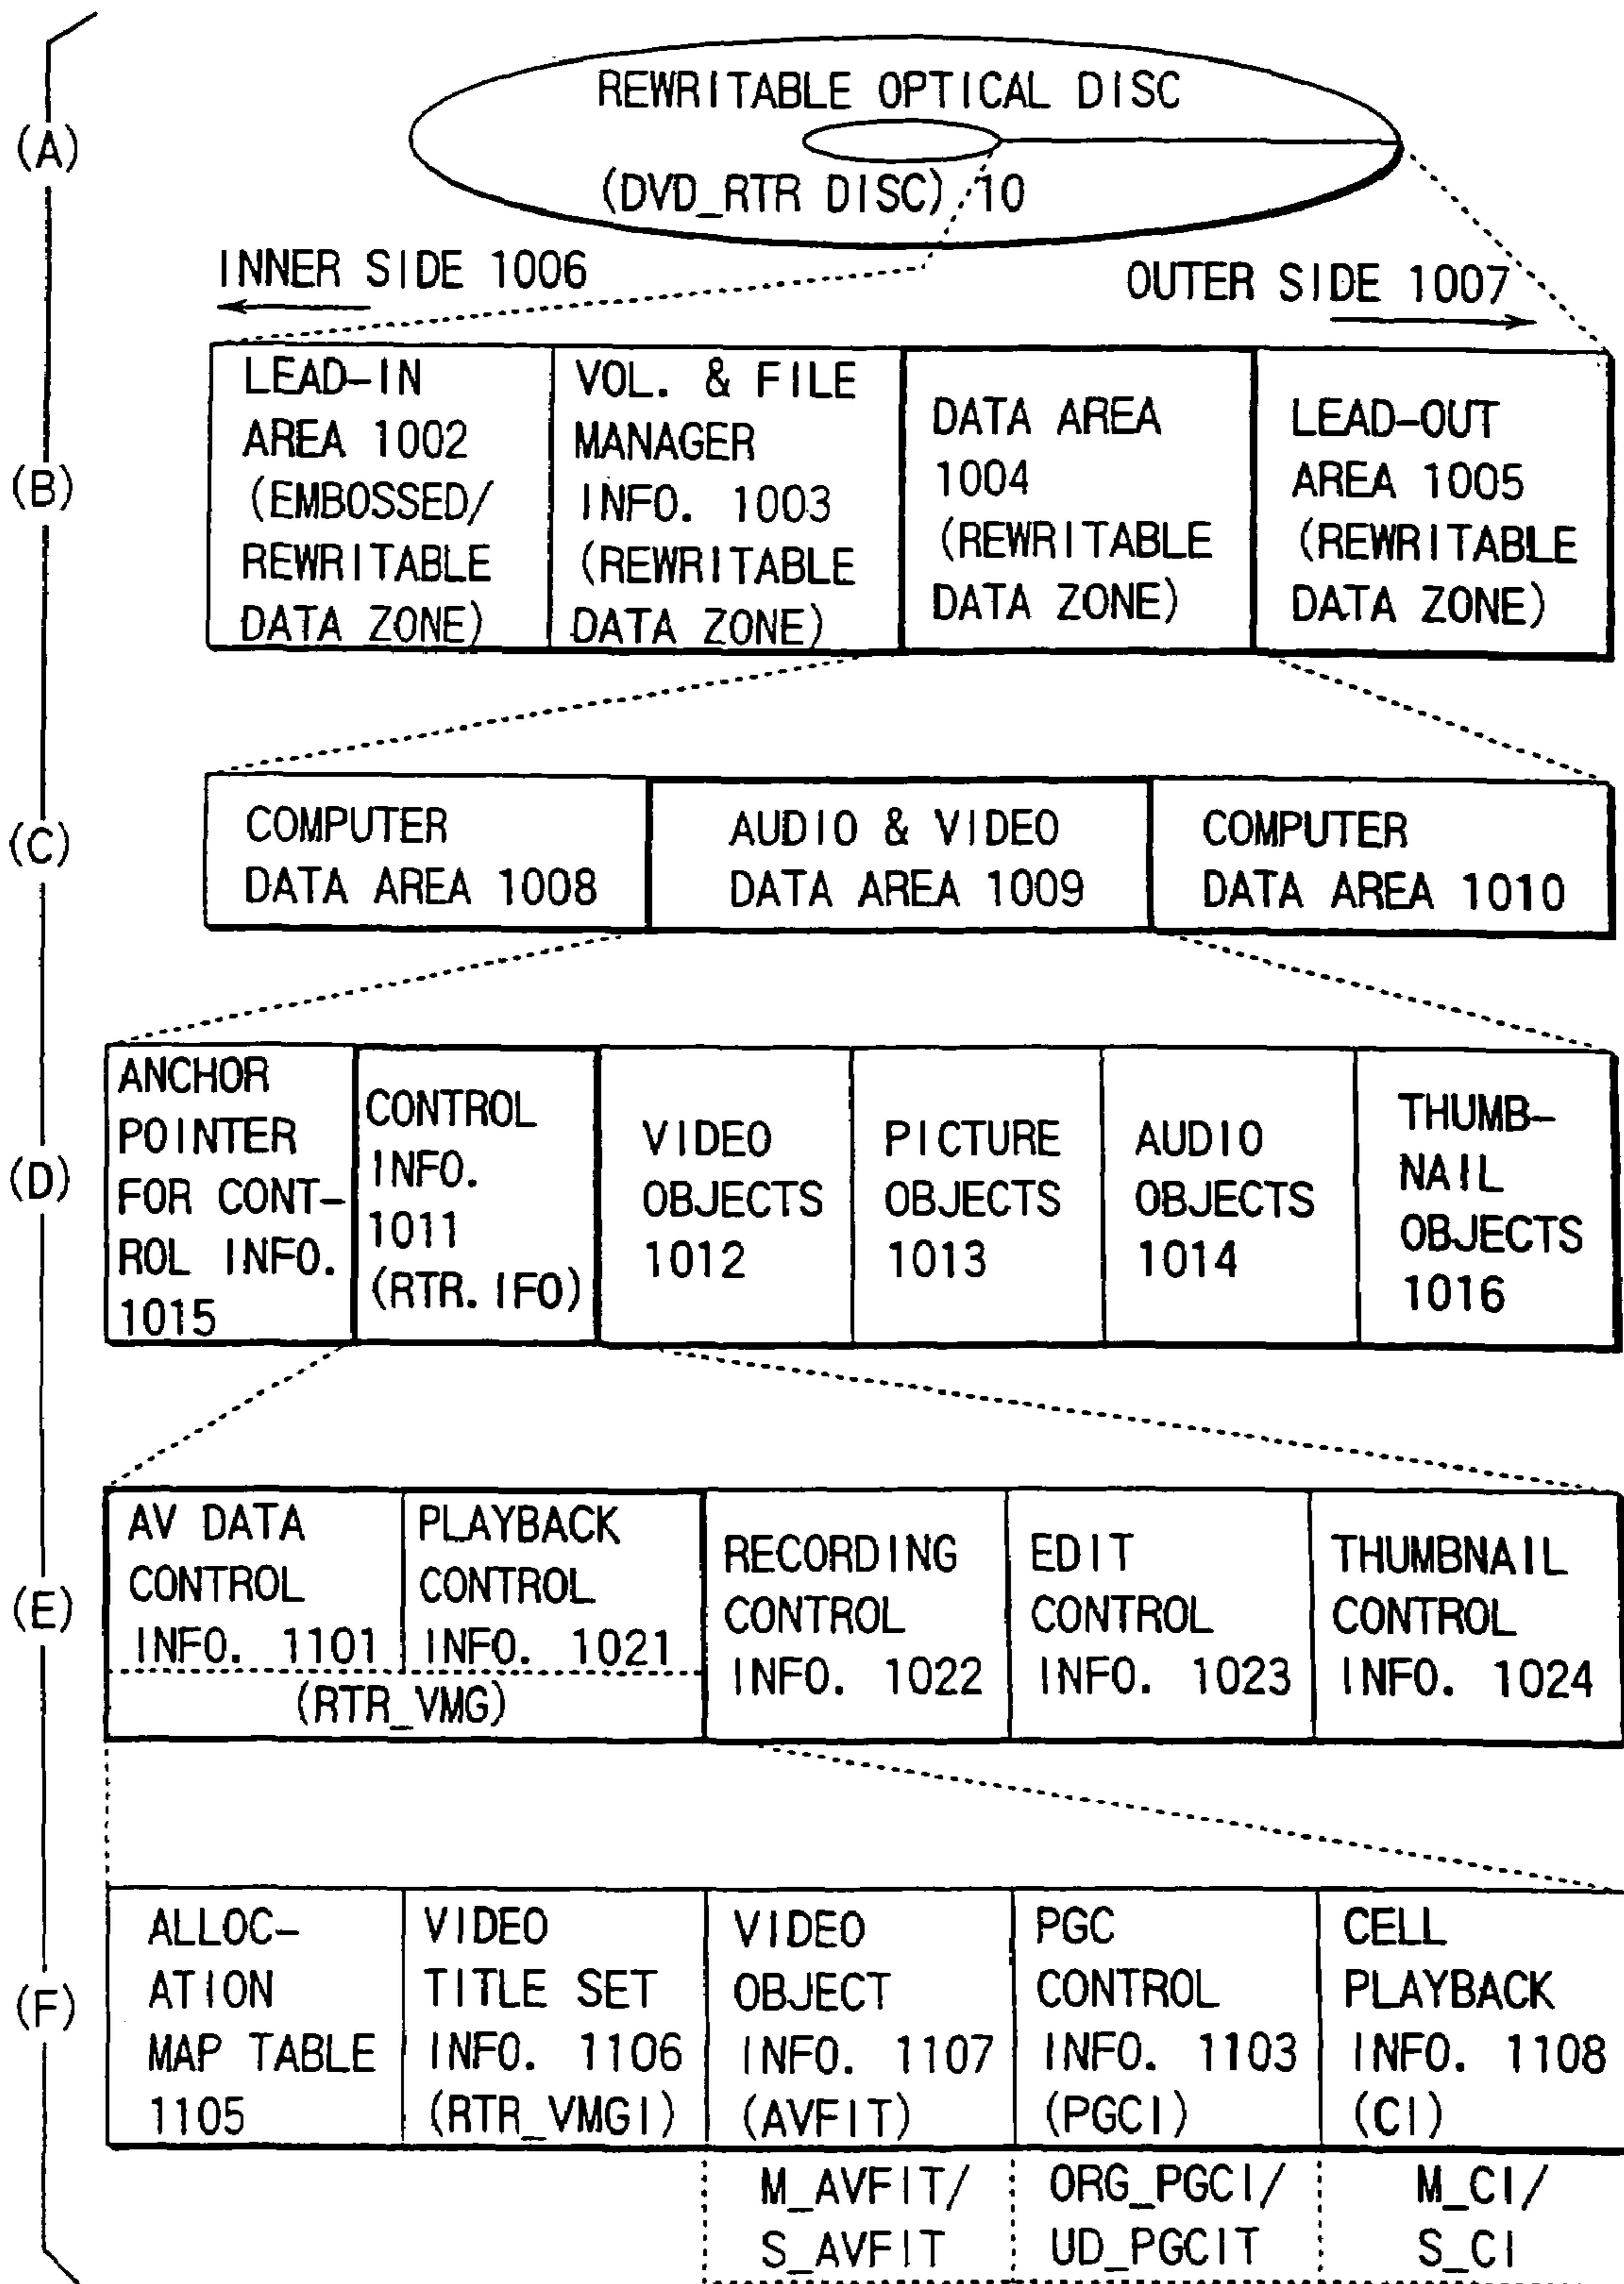 (A)
REWRITABLE OPTICAL DISC
(DVD_RTR DISC) 10
INNER SIDE 1006
OUTER SIDE 1007
(B)
LEAD-IN
AREA 1002
(EMBOSSED/
REWRITABLE
DATA ZONE)
VOL. & FILE
MANAGER
INFO. 1003
(REWRITABLE
DATA ZONE)
DATA AREA
1004
(REWRITABLE
DATA ZONE)
LEAD-OUT
AREA 1005
(REWRITABLE
DATA ZONE)
(C)
COMPUTER
DATA AREA 1008
AUDIO & VIDEO
DATA AREA 1009
COMPUTER
DATA AREA 1010
(D)
ANCHOR
POINTER
FOR CONT-
ROL INFO.
1015
CONTROL
INFO.
1011
(RTR.IFO)
VIDEO
OBJECTS
1012
PICTURE
OBJECTS
1013
AUDIO
OBJECTS
1014
THUMB-
NAIL
OBJECTS
1016
(E)
AV DATA
CONTROL
INFO. 1101
PLAYBACK
CONTROL
INFO. 1021
(RTR_VMG)
RECORDING
CONTROL
INFO. 1022
EDIT
CONTROL
INFO. 1023
THUMBNAIL
CONTROL
INFO. 1024
(F)
ALLOC-
ATION
MAP TABLE
1105
VIDEO
TITLE SET
INFO. 1106
(RTR_VMGI)
VIDEO
OBJECT
INFO. 1107
(AVFIT)
PGC
CONTROL
INFO. 1103
(PGCI)
CELL
PLAYBACK
INFO. 1108
(CI)
M_AVFIT/
S_AVFIT
ORG_PGCI/
UD_PGCIT
M_CI/
S_CI